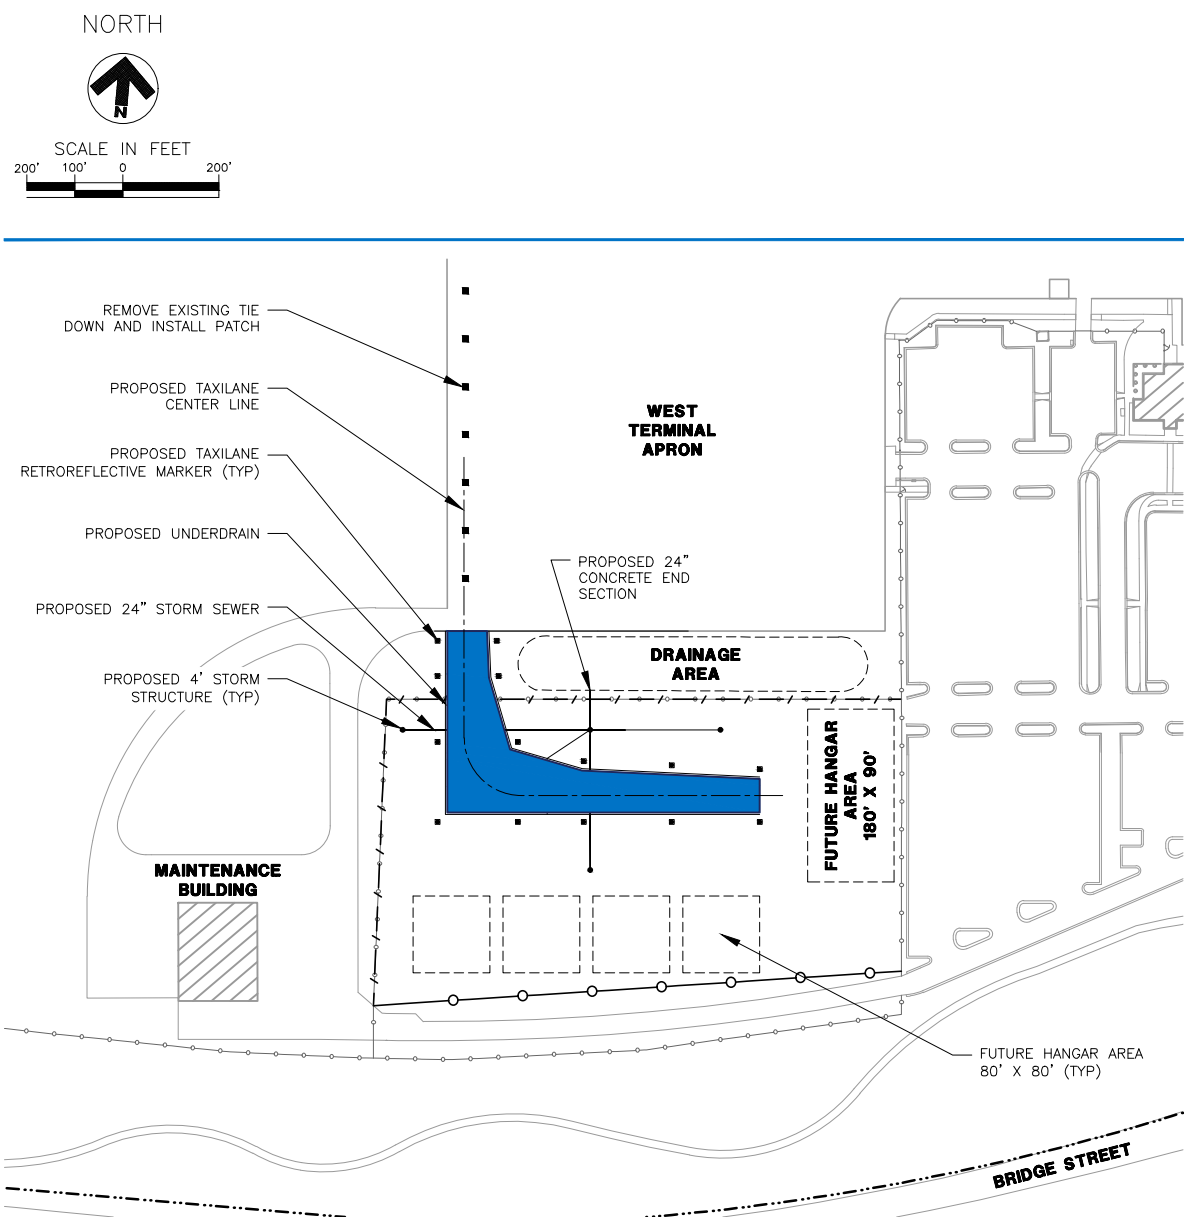 NORTH
N
SCALE IN FEET
200' 100' 0 200'
REMOVE EXISTING TIE
DOWN AND INSTALL PATCH
PROPOSED TAXILANE
CENTER LINE
PROPOSED TAXILANE
RETROREFLECTIVE MARKER (TYP)
PROPOSED UNDERDRAIN
PROPOSED 24" STORM SEWER
PROPOSED 4' STORM
STRUCTURE (TYP)
WEST
TERMINAL
APRON
PROPOSED 24"
CONCRETE END
SECTION
DRAINAGE
AREA
FUTURE HANGAR
AREA
180' X 90'
MAINTENANCE
BUILDING
FUTURE HANGAR AREA
80' X 80' (TYP)
BRIDGE STREET